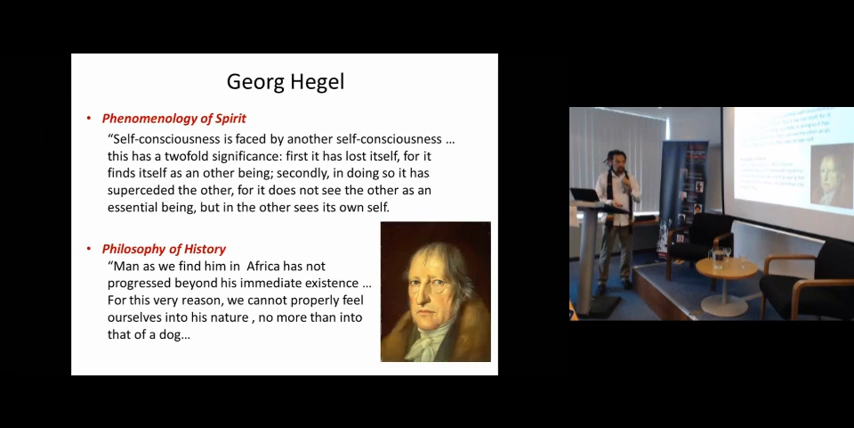 Georg Hegel
• Phenomenology of Spirit
“Self-consciousness is faced by another self-consciousness ...
this has a twofold significance: first it has lost itself, for it
finds itself as an other being; secondly, in doing so it has
superceded the other, for it does not see the other as an
essential being, but in the other sees its own self.
• Philosophy of History
“Man as we find him in Africa has not
progressed beyond his immediate existence ...
For this very reason, we cannot properly feel
ourselves into his nature , no more than into
that of a dog...